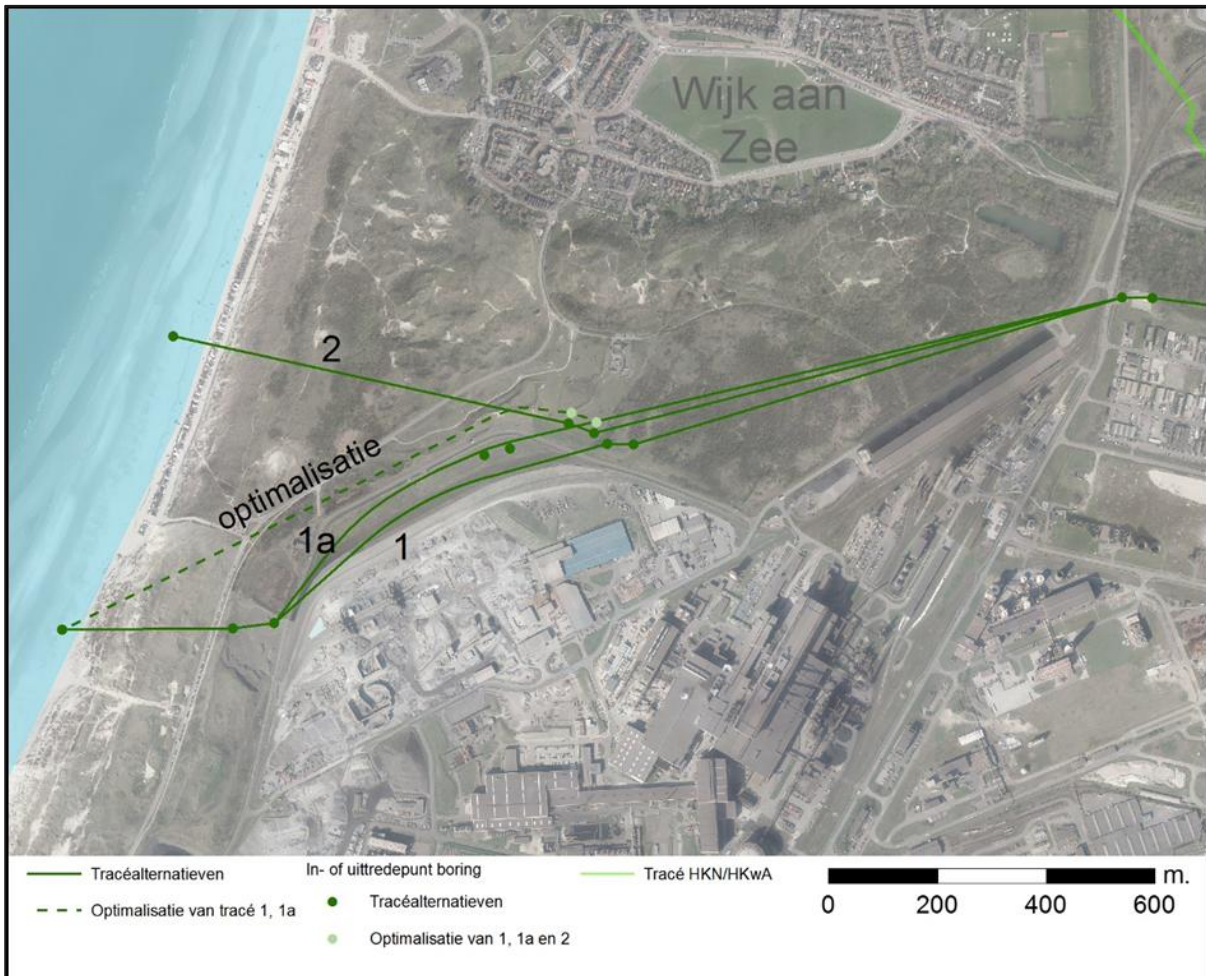 Wijk aan
Zee
2
optimalisatie
1a
1
Tracéalternatieven
Optimalisatie van tracé 1, 1a
In- of uittredepunt boring
Tracéalternatieven
Optimalisatie van 1, 1a en 2
Tracé HKN/HKwA
m.
0 200 400 600